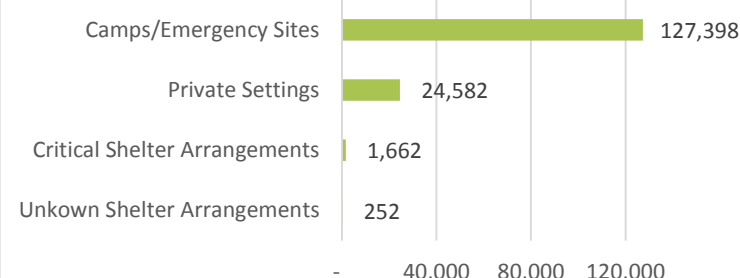 Camps/Emergency Sites 127,398
Private Settings 24,582
Critical Shelter Arrangements 1,662
Unkown Shelter Arrangements 252
- 40,000 80,000 120,000